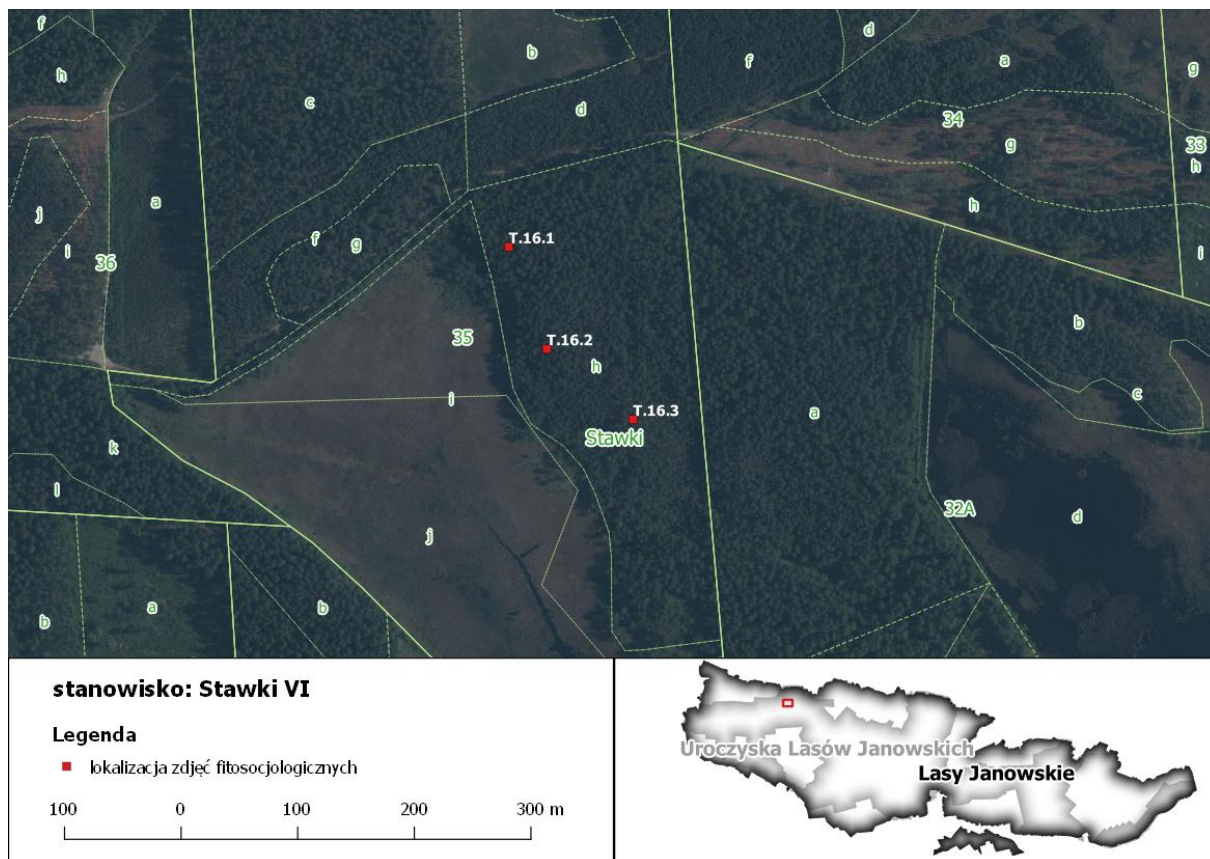 f
b
d
h
f
a
g
c
d
34
g
33
h
a
j
f
g
h
i
i
T.16.1
36
b
35
T.16.2
h
c
i
T.16.3
a
Stawki
k
l
32A
d
j
b
a
b
stanowisko: Stawki VI
Legenda
lokalizacja zdjęć fitosocjologicznych
100 0 100 200 300 m
Uroczyska Lasów Janowskich
Lasy Janowskie